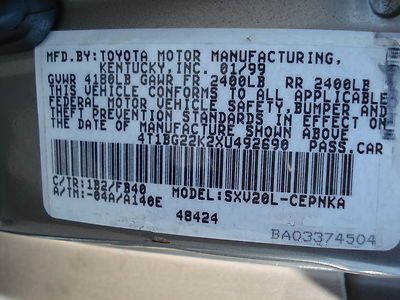 MFD.BY:TOYOTA MOTOR MANUFACTURING,
KENTUCKY,INC. 01/99
GVWR 4180LB GAWR FR 2400LB RR 2400LB
THIS VEHICLE CONFORMS TO ALL APPLICABLE
FEDERAL MOTOR VEHICLE SAFETY,BUMPER AND
THEFT PREVENTION STANDARDS IN EFFECT ON
THE DATE OF MANUFACTURE SHOWN ABOVE.
4T1BG22K2XU492690 PASS.CAR
C/TR:1B2/FB40 MODEL:SXV20L-CEPNKA
A/TM:-04A/A140E
48424
BA03374504